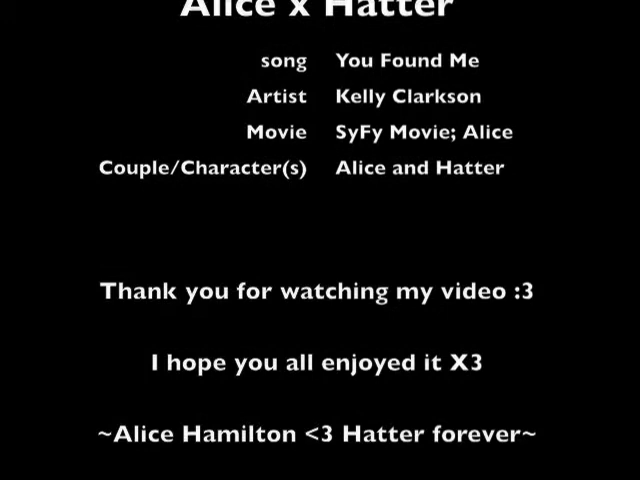 Alice x Hatter
song You Found Me
Artist Kelly Clarkson
Movie SyFy Movie; Alice
Couple/Character(s) Alice and Hatter
Thank you for watching my video :3
I hope you all enjoyed it X3
~Alice Hamilton <3 Hatter forever~